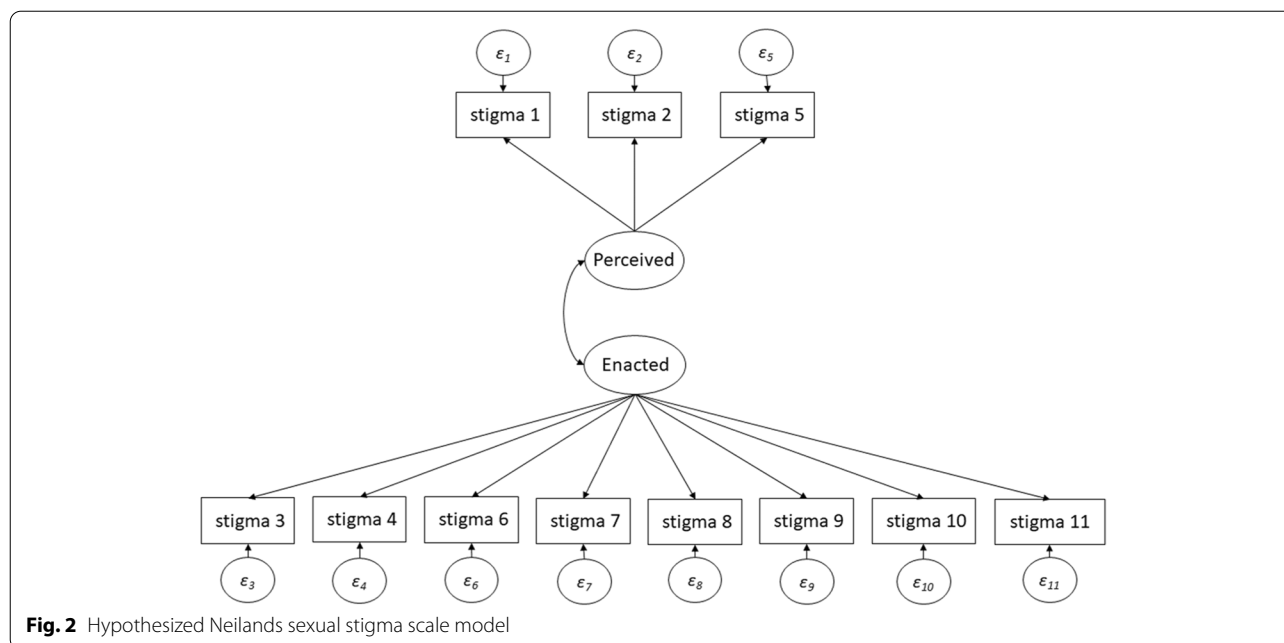 ε1 ε2 ε5
stigma 1 stigma 2 stigma 5
Perceived
Enacted
stigma 3 stigma 4 stigma 6 stigma 7 stigma 8 stigma 9 stigma 10 stigma 11
ε3 ε4 ε6 ε7 ε8 ε9 ε10 ε11
Fig. 2 Hypothesized Neilands sexual stigma scale model